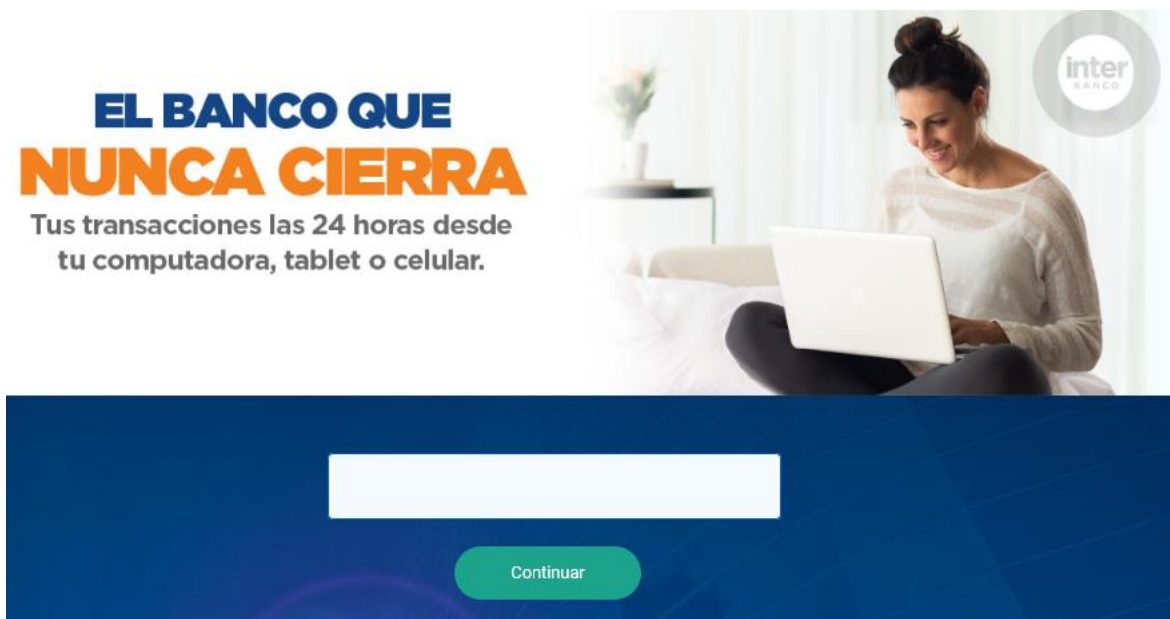 EL BANCO QUE
NUNCA CIERRA
Tus transacciones las 24 horas desde
tu computadora, tablet o celular.
inter
BANCO
Continuar